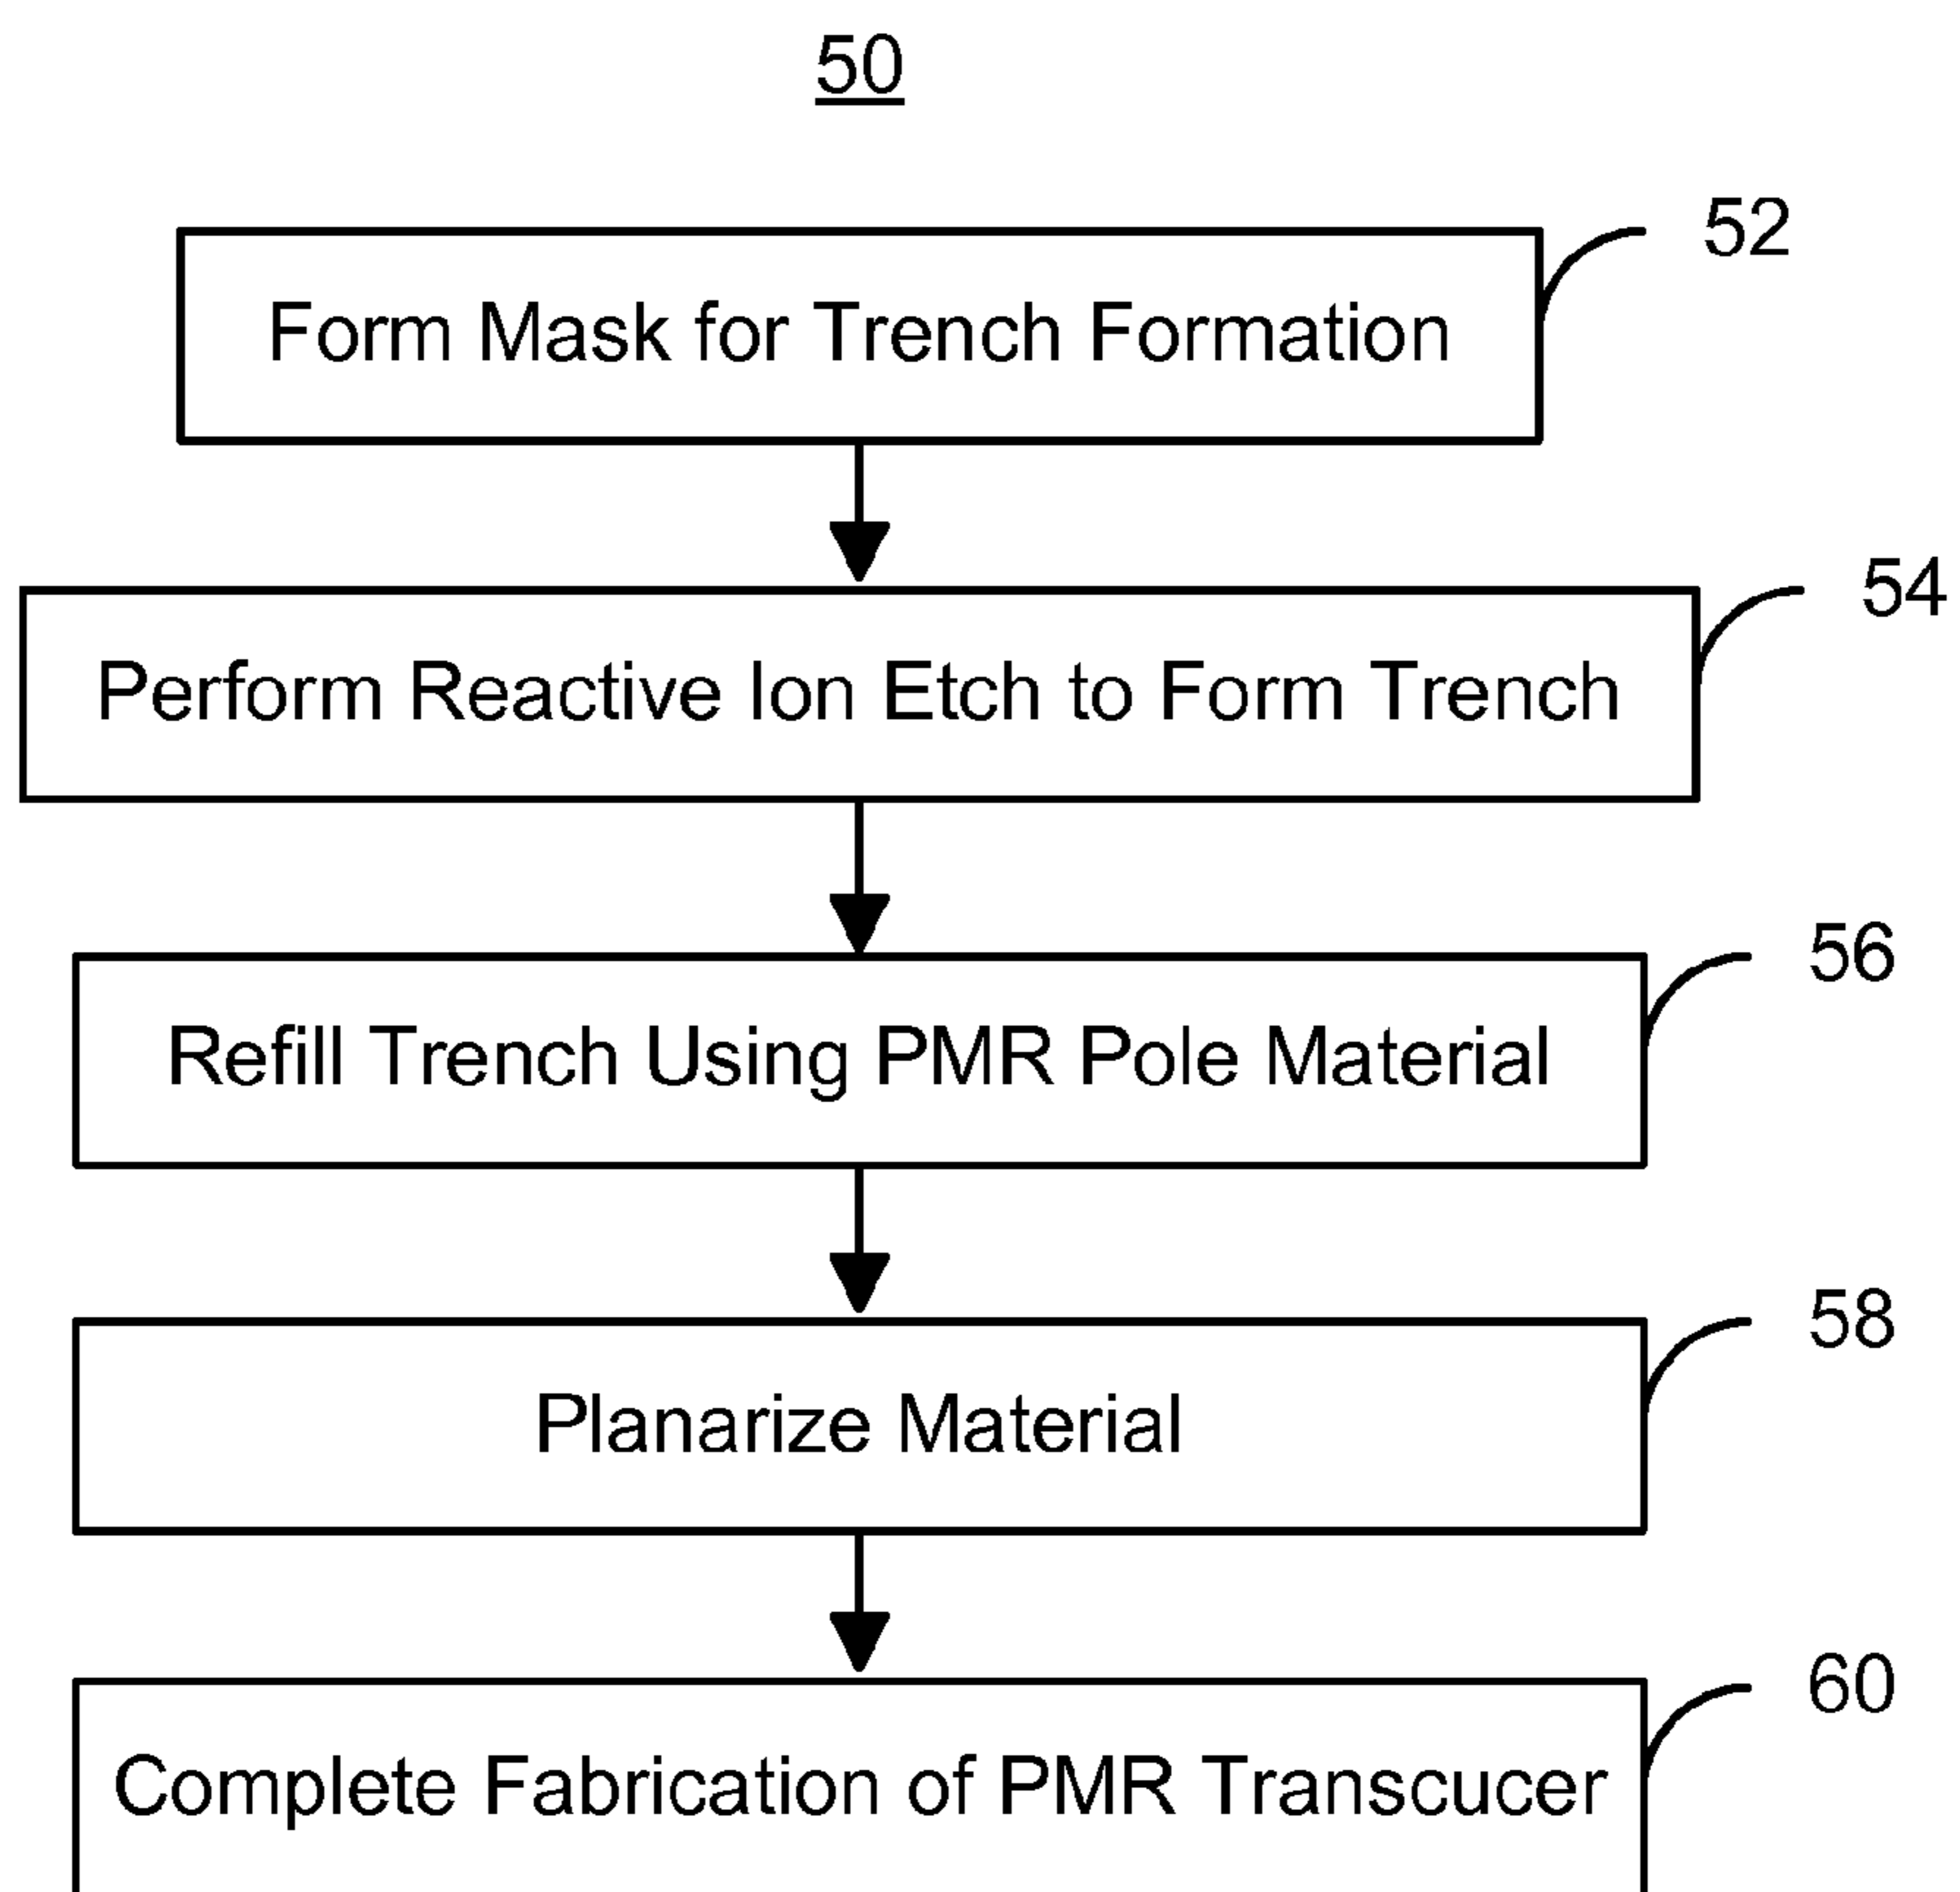 50
52
Form Mask for Trench Formation
54
Perform Reactive Ion Etch to Form Trench
56
Refill Trench Using PMR Pole Material
58
Planarize Material
60
Complete Fabrication of PMR Transcucer